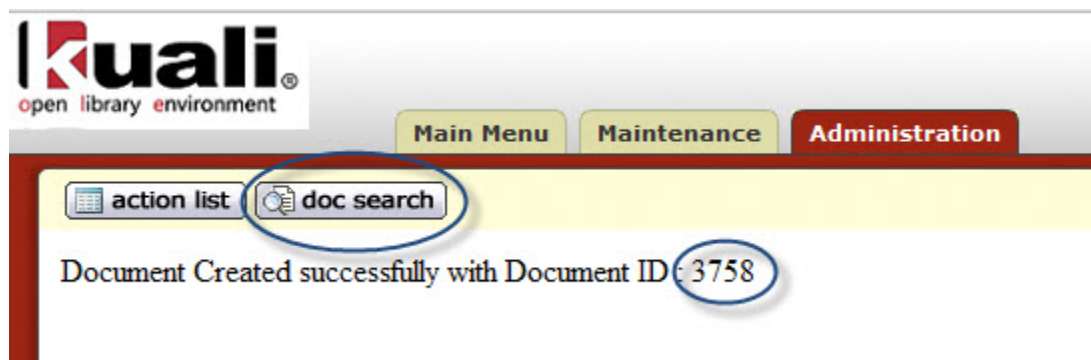 kuali®
open library environment
Main Menu Maintenance Administration
action list doc search
Document Created successfully with Document ID : 3758